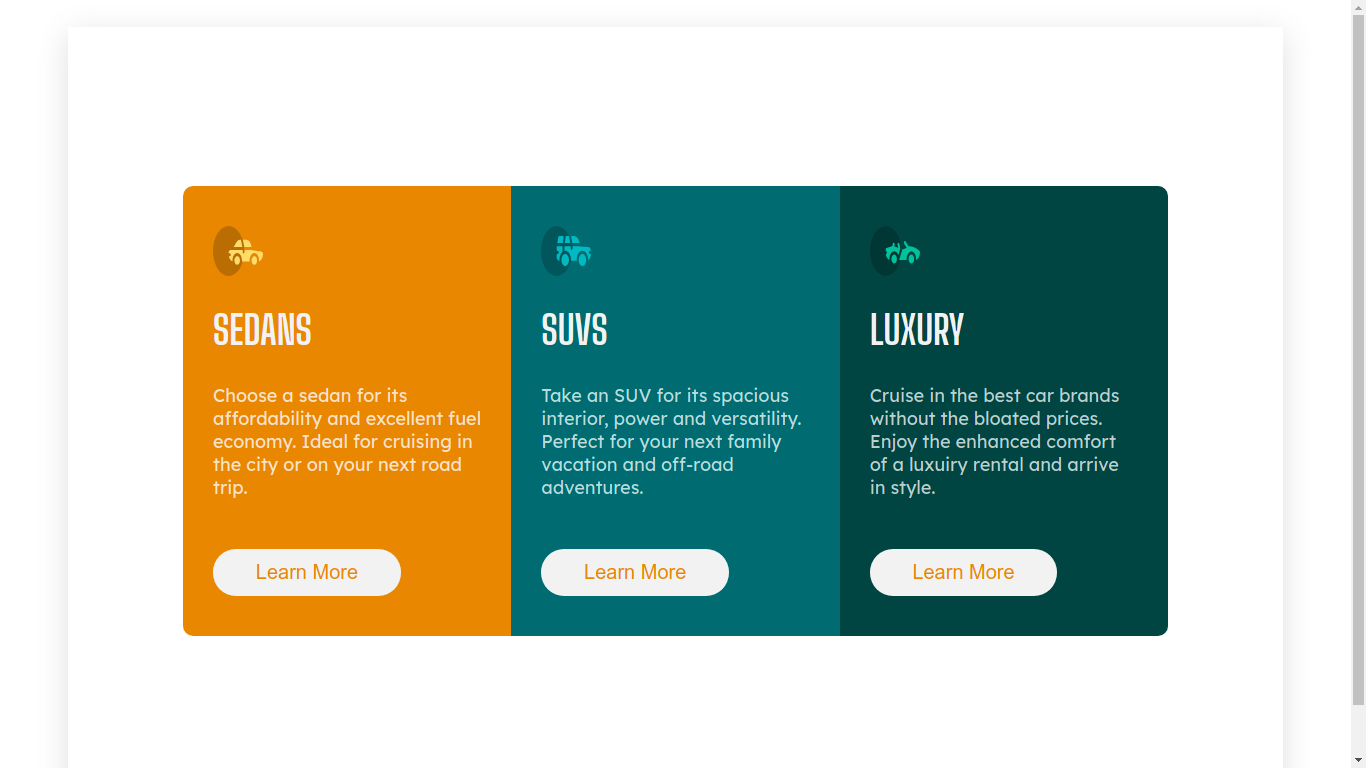 SEDANS
Choose a sedan for its
affordability and excellent fuel
economy. Ideal for cruising in
the city or on your next road
trip.
Learn More
SUVS
Take an SUV for its spacious
interior, power and versatility.
Perfect for your next family
vacation and off-road
adventures.
Learn More
LUXURY
Cruise in the best car brands
without the bloated prices.
Enjoy the enhanced comfort
of a luxuiry rental and arrive
in style.
Learn More